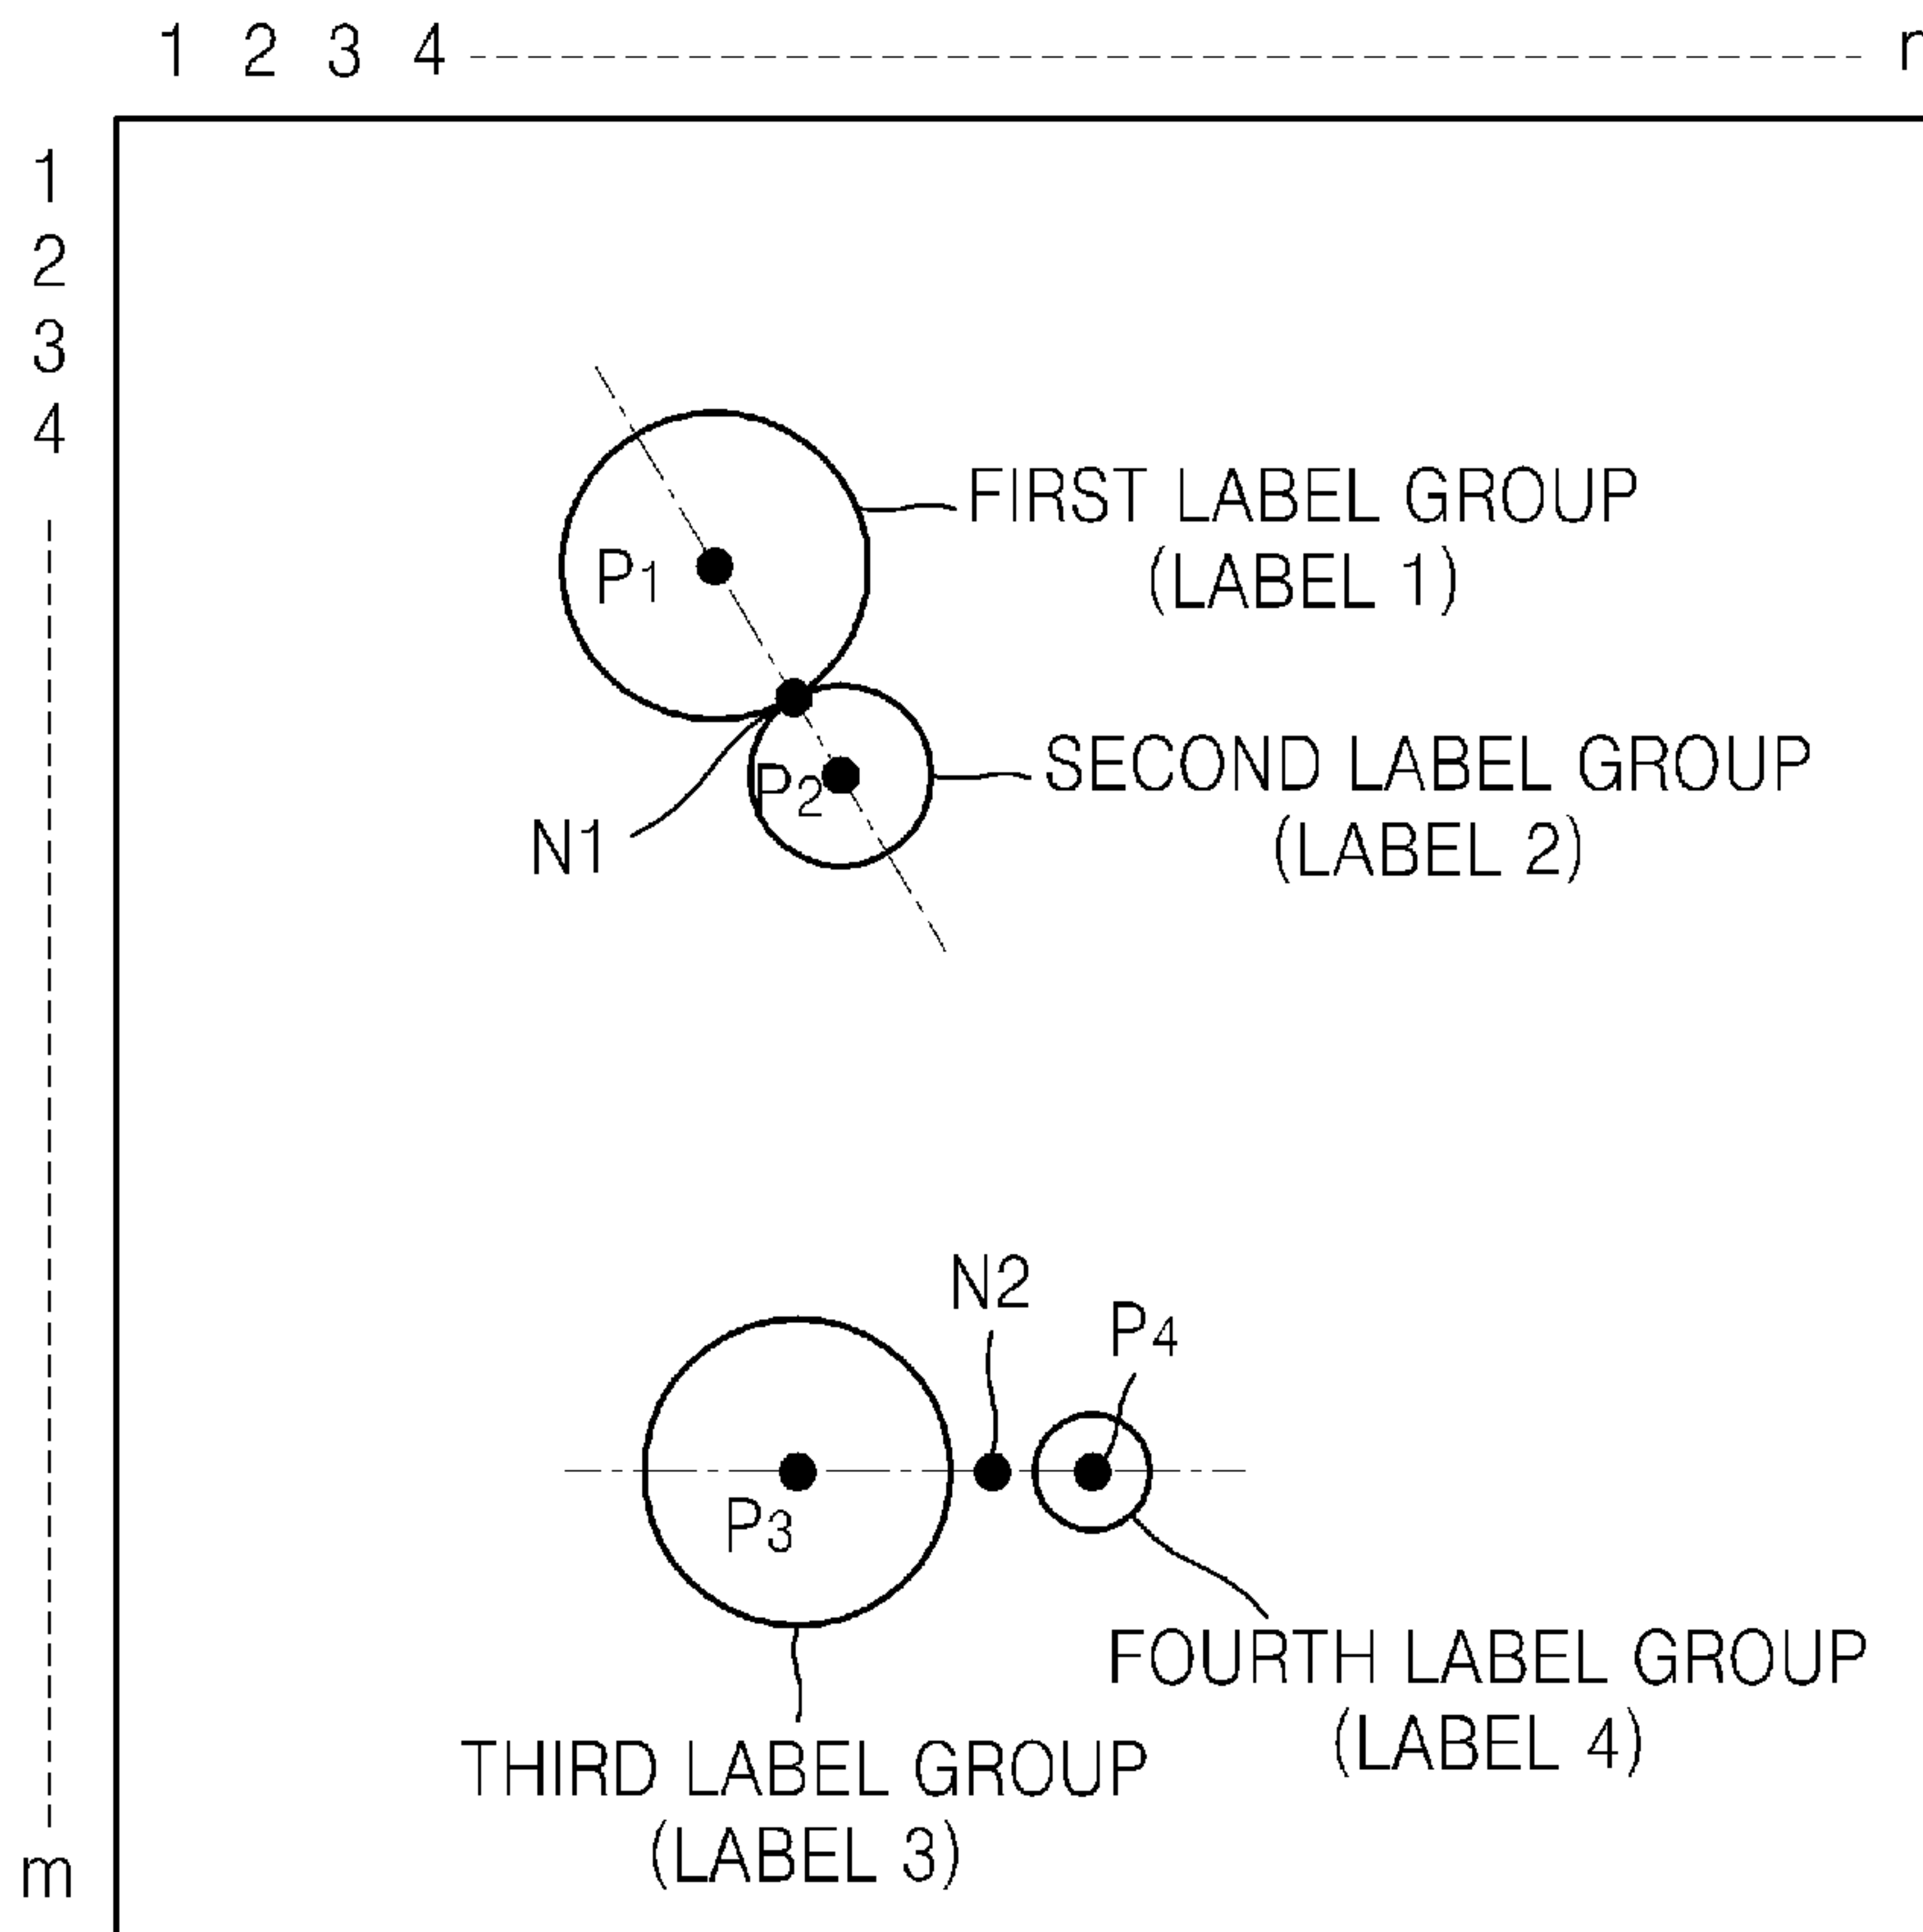 1 2 3 4
1
2
3
4
m
FIRST LABEL GROUP
(LABEL 1)
P1
SECOND LABEL GROUP
(LABEL 2)
P2
N1
N2
P4
P3
FOURTH LABEL GROUP
(LABEL 4)
THIRD LABEL GROUP
(LABEL 3)